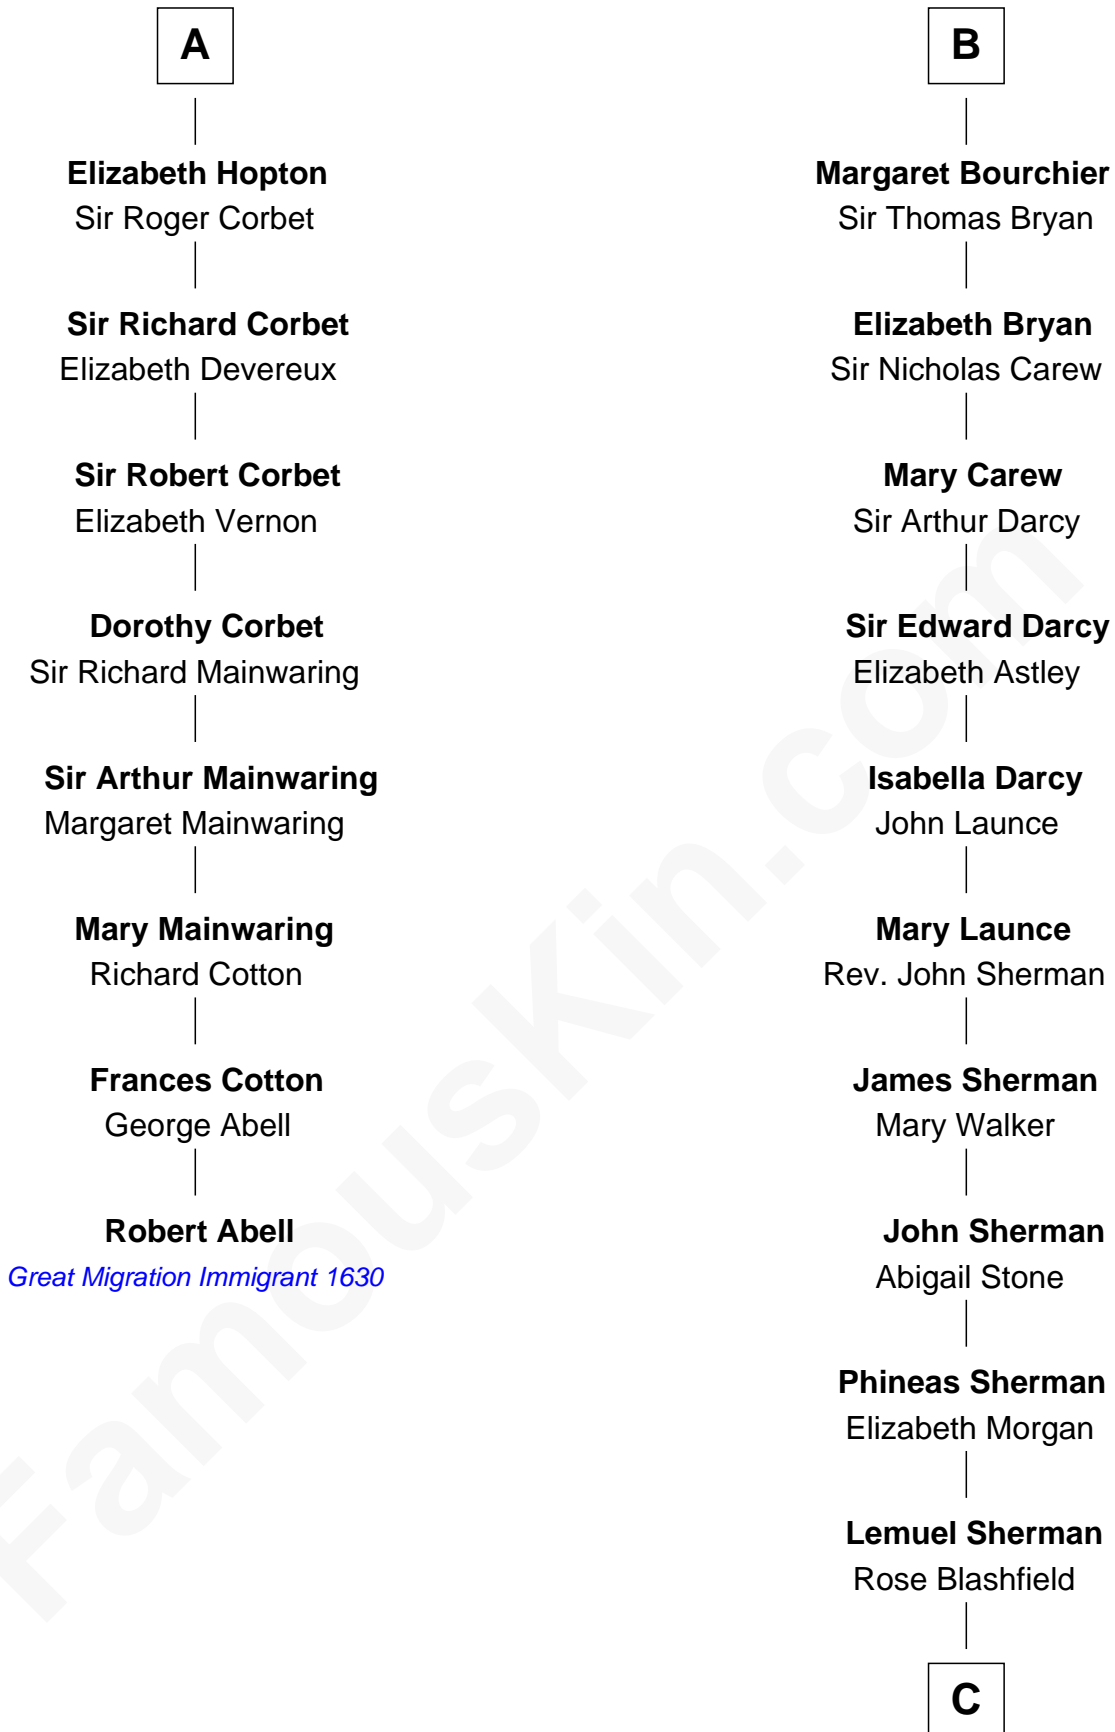 A
Elizabeth Hopton
Sir Roger Corbet
Sir Richard Corbet
Elizabeth Devereux
Sir Robert Corbet
Elizabeth Vernon
Dorothy Corbet
Sir Richard Mainwaring
Sir Arthur Mainwaring
Margaret Mainwaring
Mary Mainwaring
Richard Cotton
Frances Cotton
George Abell
Robert Abell
Great Migration Immigrant 1630
B
Margaret Bourchier
Sir Thomas Bryan
Elizabeth Bryan
Sir Nicholas Carew
Mary Carew
Sir Arthur Darcy
Sir Edward Darcy
Elizabeth Astley
Isabella Darcy
John Launce
Mary Launce
Rev. John Sherman
James Sherman
Mary Walker
John Sherman
Abigail Stone
Phineas Sherman
Elizabeth Morgan
Lemuel Sherman
Rose Blashfield
C
FamousKin.com